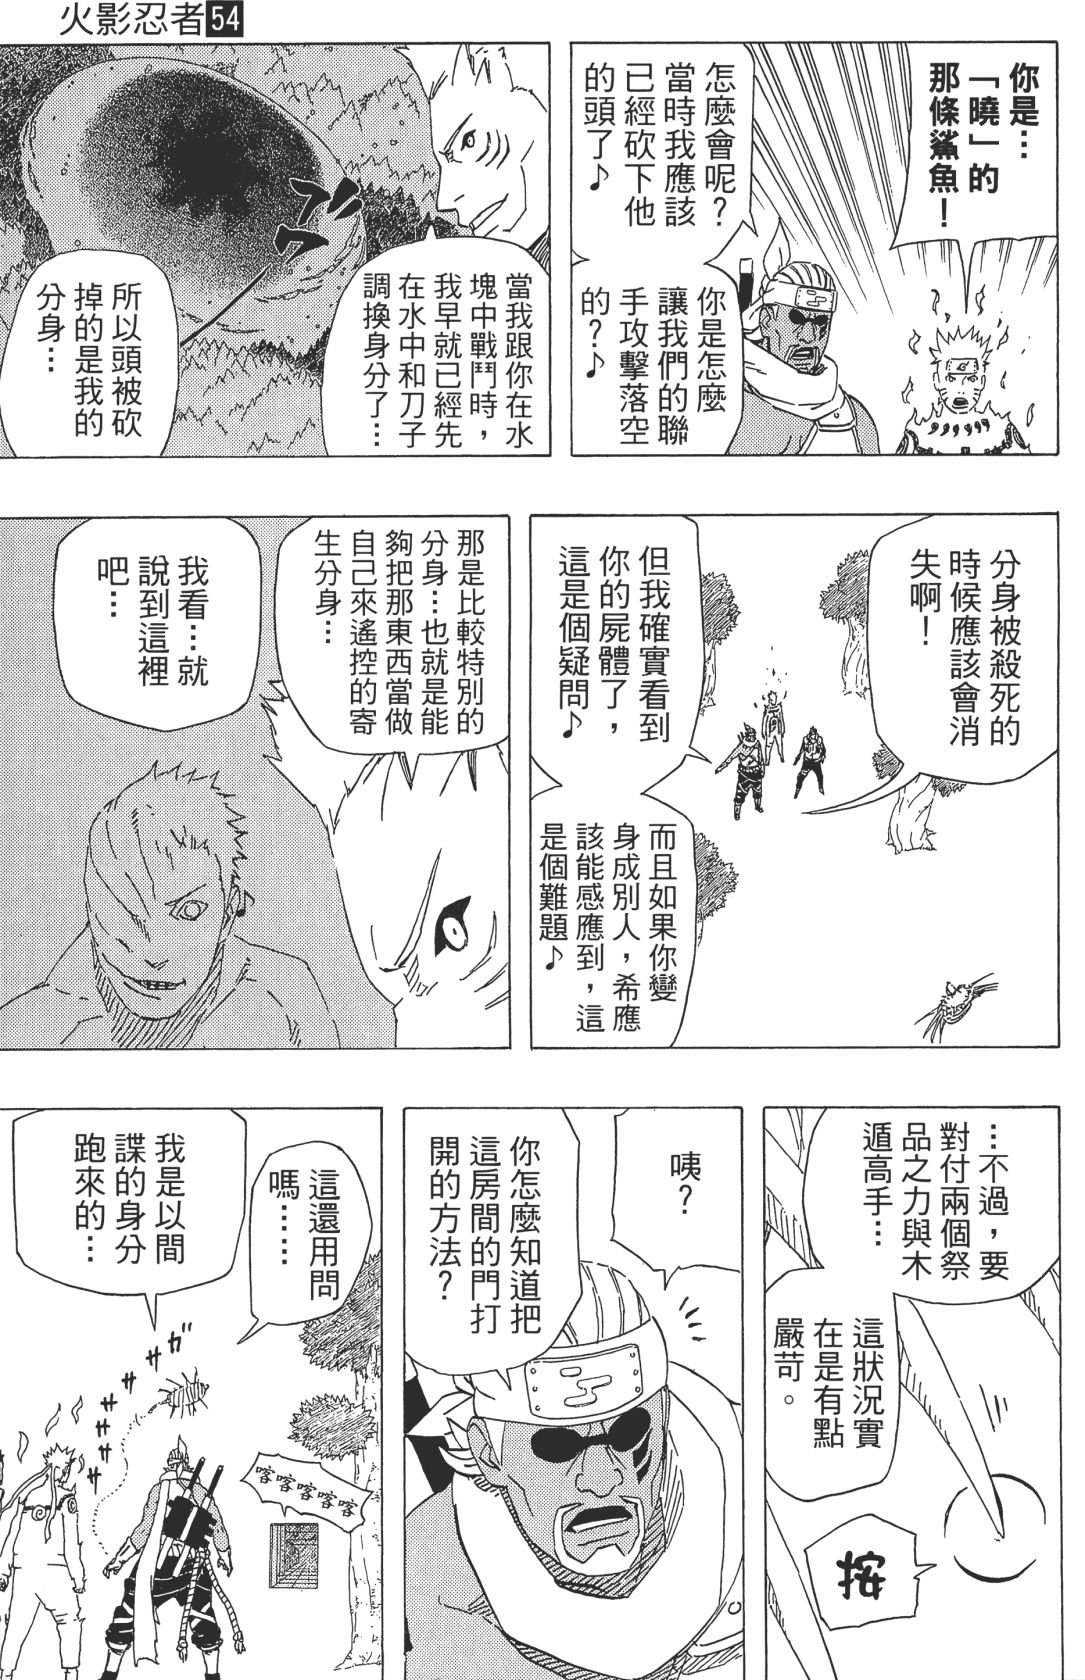 火影忍者54
你是…
「曉」的
那條鯊魚！
怎麼會呢？
當時我應該
已經砍下他
的頭了♪
你是怎麼
讓我們的聯
手攻擊落空
的？♪
當我跟你在水
塊中戰鬥時，
我早就已經先
在水中和刀子
調換身分了…
所以頭被砍
掉的是我的
分身…
分身被殺死的
時候應該會消
失啊！
但我確實看到
你的屍體了，
這是個疑問♪
而且如果你變
身成別人，希應
該能感應到，這
是個難題♪
那是比較特別的
分身…也就是能
夠把那東西當做
自己來遙控的寄
生分身…
我看…就
說到這裡
吧…
…不過，要
對付兩個祭
品之力與木
遁高手…
這狀況實
在是有點
嚴苛。
按
咦？
你怎麼知道把
這房間的門打
開的方法？
這還用問
嗎……
我是以間
諜的身分
跑來的…
ガサササササ
喀喀喀喀喀